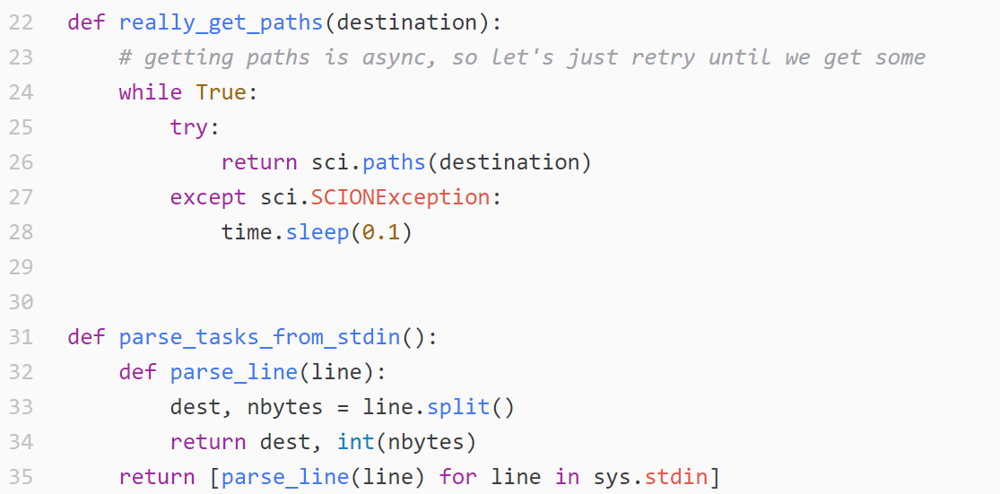 22 def really_get_paths(destination):
23     # getting paths is async, so let's just retry until we get some
24     while True:
25         try:
26             return sci.paths(destination)
27         except sci.SCIONException:
28             time.sleep(0.1)
29
30
31 def parse_tasks_from_stdin():
32     def parse_line(line):
33         dest, nbytes = line.split()
34         return dest, int(nbytes)
35     return [parse_line(line) for line in sys.stdin]